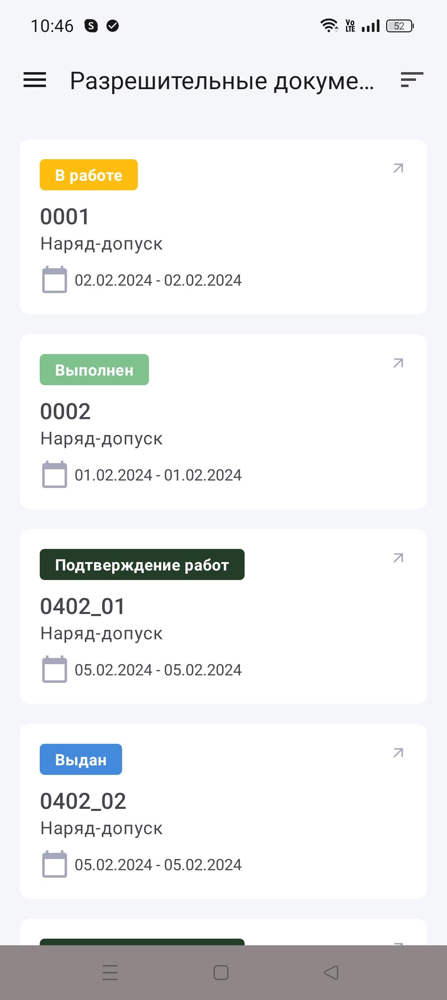 10:46
Vo LTE
52
Разрешительные докуме...
В работе
0001
Наряд-допуск
02.02.2024 - 02.02.2024
Выполнен
0002
Наряд-допуск
01.02.2024 - 01.02.2024
Подтверждение работ
0402_01
Наряд-допуск
05.02.2024 - 05.02.2024
Выдан
0402_02
Наряд-допуск
05.02.2024 - 05.02.2024